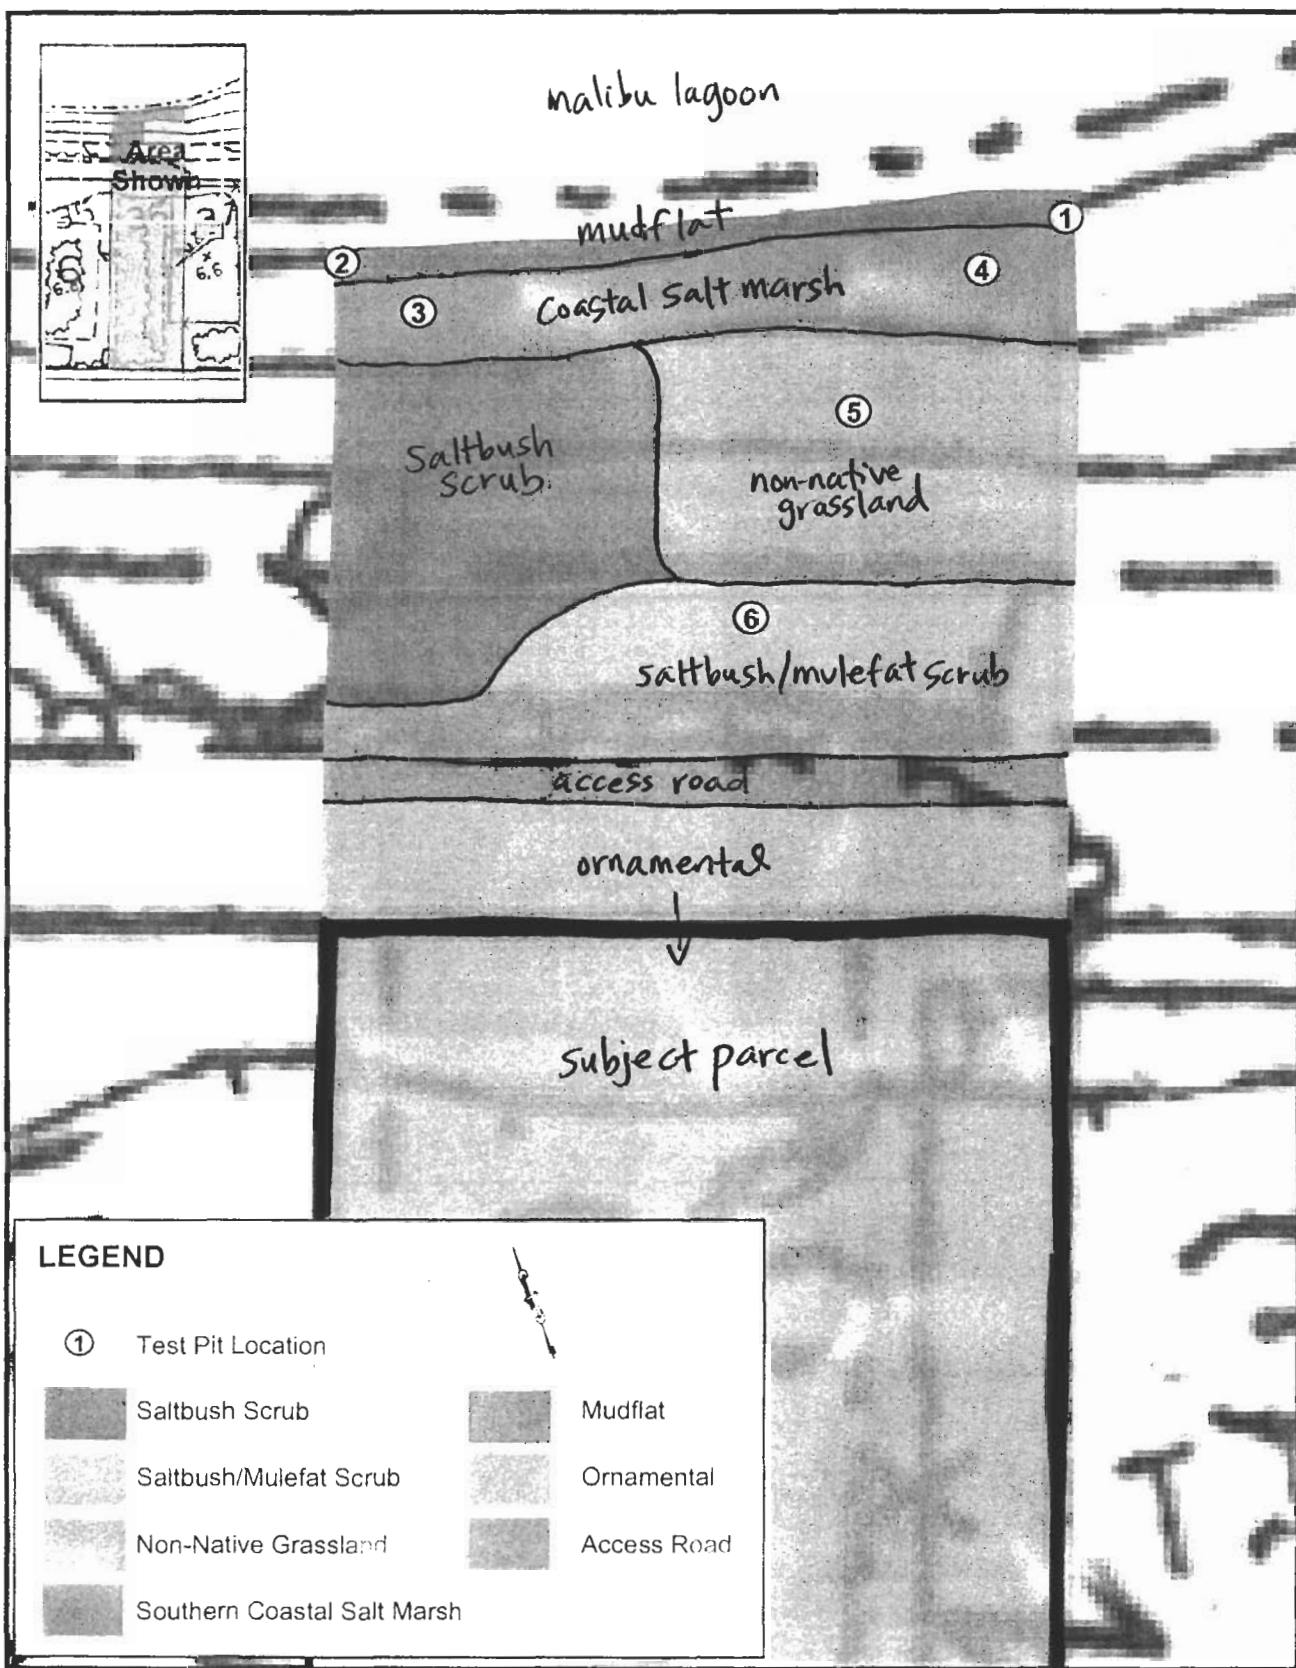 malibu lagoon
Area
Shown
6.6
mudflat
1
2
3
Coastal Salt marsh
4
5
Saltbush
scrub
non-native
grassland
6
saltbush/mulefat scrub
access road
ornamental
subject parcel
LEGEND
1 Test Pit Location
Saltbush Scrub
Mudflat
Saltbush/Mulefat Scrub
Ornamental
Non-Native Grassland
Access Road
Southern Coastal Salt Marsh